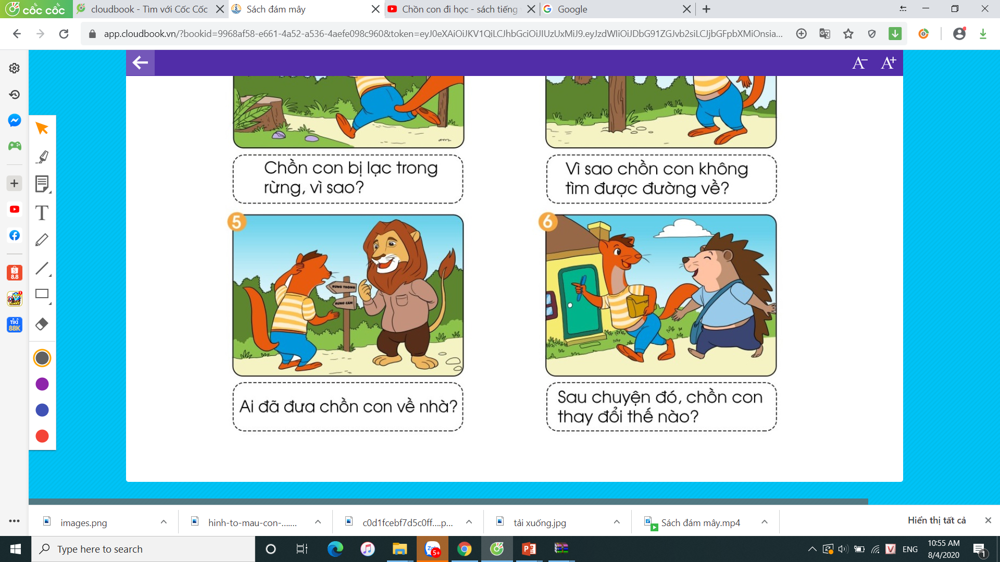 cốc cốc
cloudbook - Tìm với Cốc Cốc
Sách đám mây
Chồn con đi học - sách tiếng
Google
app.cloudbook.vn/?bookid=9968af58-e661-4a52-a536-4aefe098c960&token=eyJ0eXAiOiJKV1QiLCJhbGciOiJIUzUxMiJ9.eyJzdWIiOiJDbG91ZGJvb2siLCJjbGFpbXMiOnsia...
A- A+
Chồn con bị lạc trong
rừng, vì sao?
Vì sao chồn con không
tìm được đường về?
5
RỪNG THÔNG
RỪNG CẤM
6
Ai đã đưa chồn con về nhà?
Sau chuyện đó, chồn con
thay đổi thế nào?
T
8.8
TIKI
88K
images.png
hinh-to-mau-con-.......
c0d1fcebf7d5c0ff....p...
tải xuống.jpg
Sách đám mây.mp4
Hiển thị tất cả
Type here to search
5+
ENG
10:55 AM
8/4/2020
1